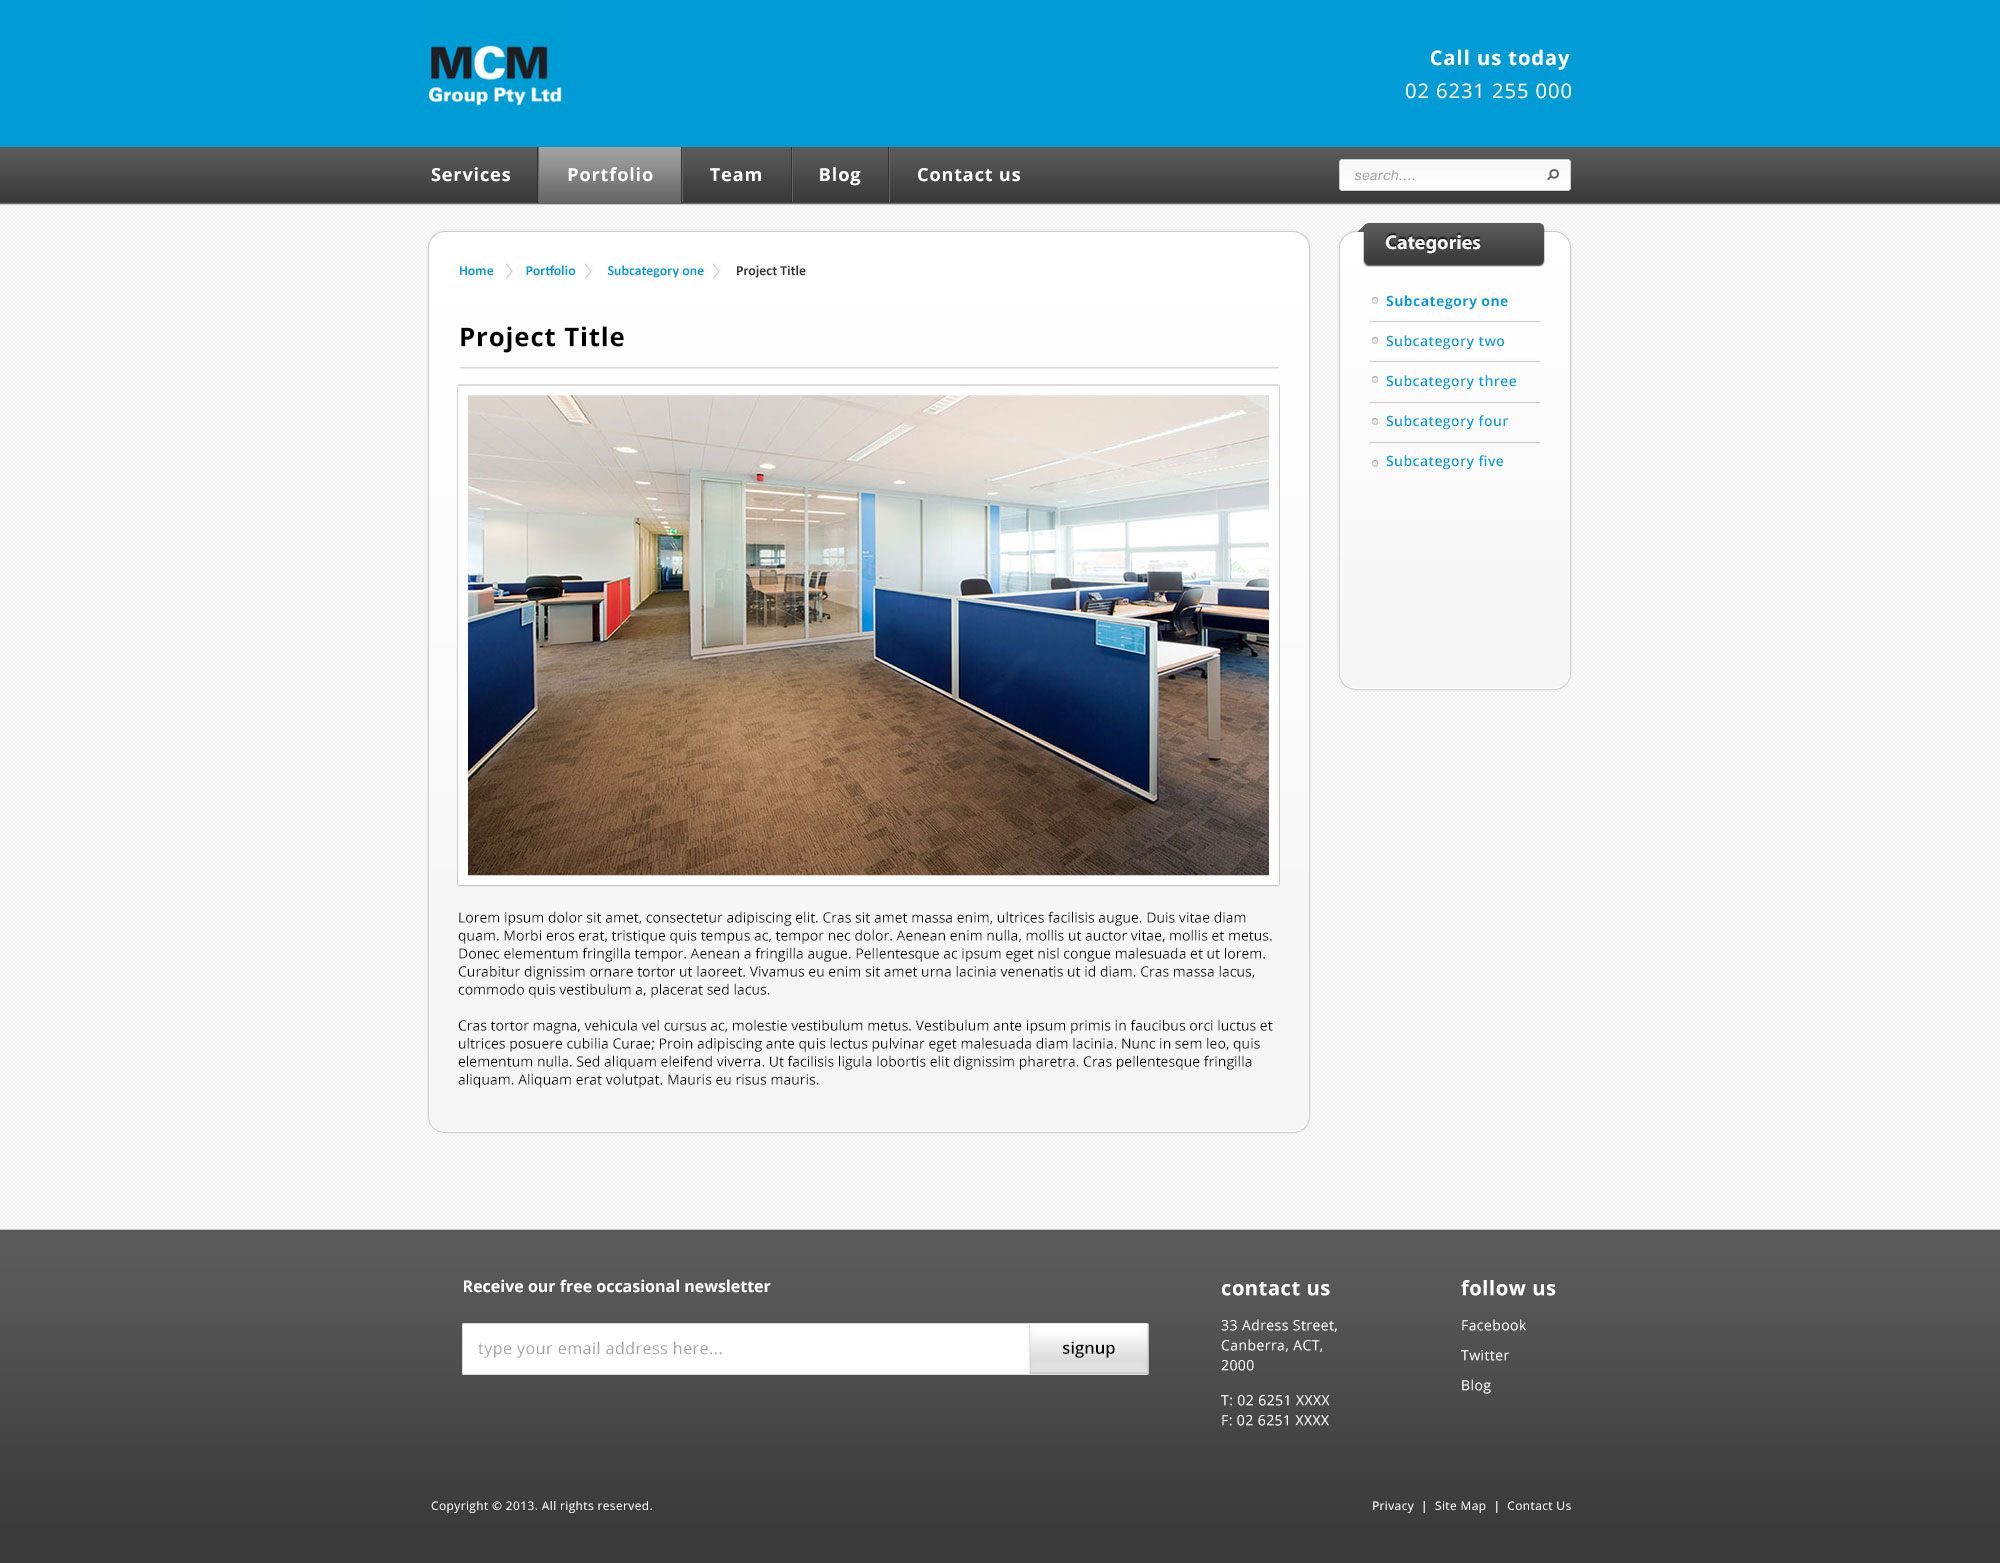 MCM
Group Pty Ltd
Call us today
02 6231 255 000
Services
Portfolio
Team
Blog
Contact us
search....
Home
Portfolio
Subcategory one
Project Title
Categories
Subcategory one
Subcategory two
Subcategory three
Subcategory four
Subcategory five
Project Title
Lorem ipsum dolor sit amet, consectetur adipiscing elit. Cras sit amet massa enim, ultrices facilisis augue. Duis vitae diam
quam. Morbi eros erat, tristique quis tempus ac, tempor nec dolor. Aenean enim nulla, mollis ut auctor vitae, mollis et metus.
Donec elementum fringilla tempor. Aenean a fringilla augue. Pellentesque ac ipsum eget nisl congue malesuada et ut lorem.
Curabitur dignissim ornare tortor ut laoreet. Vivamus eu enim sit amet urna lacinia venenatis ut id diam. Cras massa lacus,
commodo quis vestibulum a, placerat sed lacus.
Cras tortor magna, vehicula vel cursus ac, molestie vestibulum metus. Vestibulum ante ipsum primis in faucibus orci luctus et
ultrices posuere cubilia Curae; Proin adipiscing ante quis lectus pulvinar eget malesuada diam lacinia. Nunc in sem leo, quis
elementum nulla. Sed aliquam eleifend viverra. Ut facilisis ligula lobortis elit dignissim pharetra. Cras pellentesque fringilla
aliquam. Aliquam erat volutpat. Mauris eu risus mauris.
Receive our free occasional newsletter
type your email address here...
signup
contact us
33 Adress Street,
Canberra, ACT,
2000
T: 02 6251 XXXX
F: 02 6251 XXXX
follow us
Facebook
Twitter
Blog
Copyright © 2013. All rights reserved.
Privacy | Site Map | Contact Us